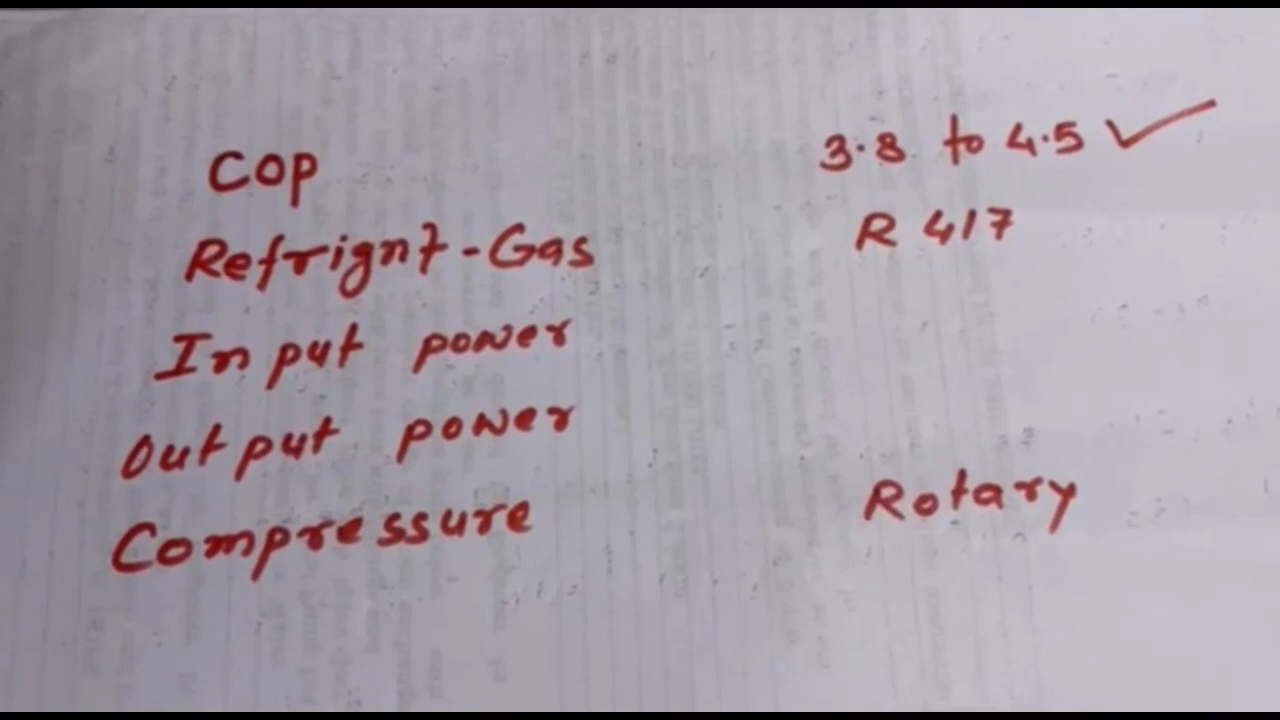 COP 3.8 to 4.5 ✓
Refrignt-Gas R 417
Input power
Output power
Compressure Rotary